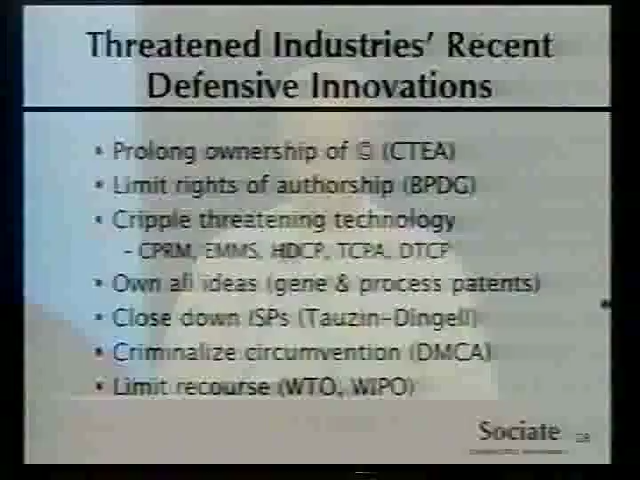 Threatened Industries' Recent
Defensive Innovations
• Prolong ownership of © (CTEA)
• Limit rights of authorship (BPDG)
• Cripple threatening technology
– CPRM, EMMS, HDCP, TCPA, DTCP
• Own all ideas (gene & process patents)
• Close down ISPs (Tauzin-Dingell)
• Criminalize circumvention (DMCA)
• Limit recourse (WTO, WIPO)
Sociate